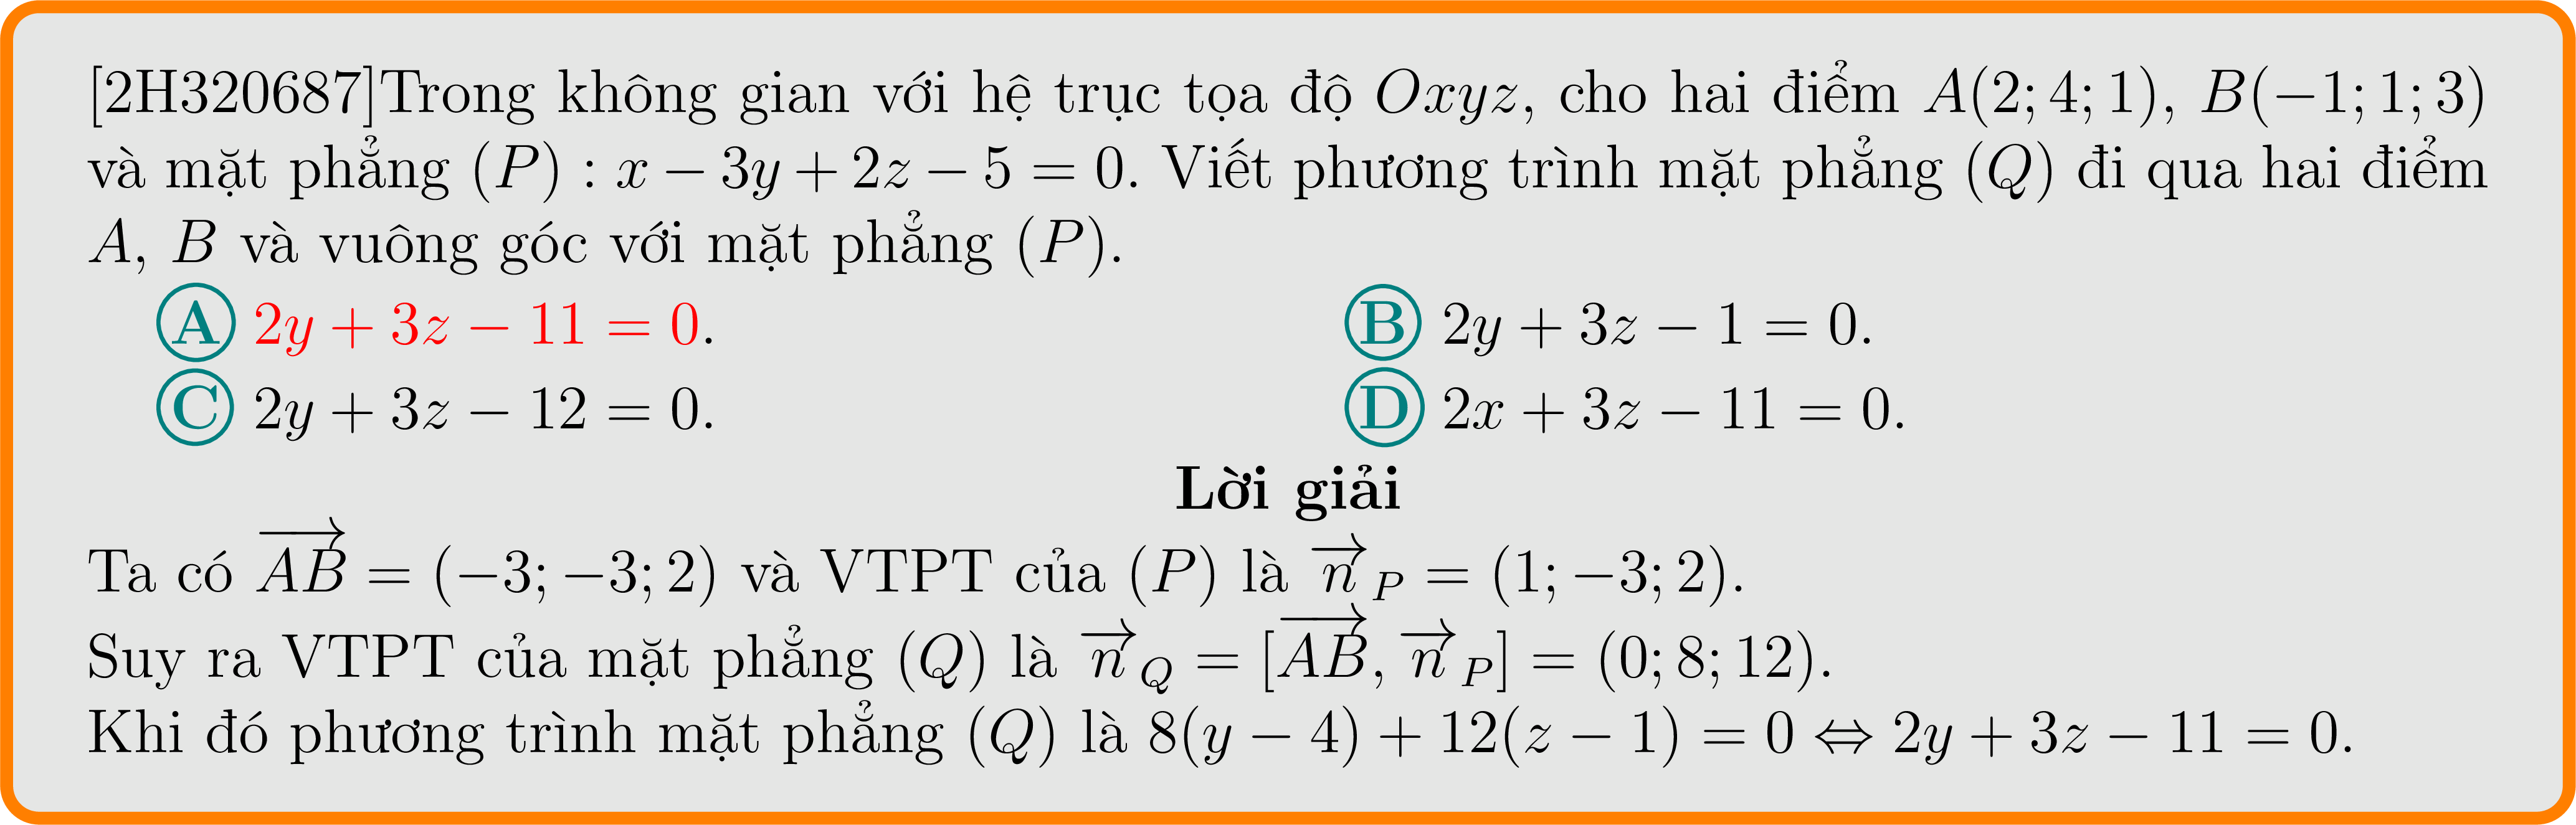 [2H320687]Trong không gian với hệ trục tọa độ Oxyz, cho hai điểm A(2; 4; 1), B(−1; 1; 3)
và mặt phẳng (P) : x − 3y + 2z − 5 = 0. Viết phương trình mặt phẳng (Q) đi qua hai điểm
A, B và vuông góc với mặt phẳng (P).
A 2y + 3z − 11 = 0. B 2y + 3z − 1 = 0.
C 2y + 3z − 12 = 0. D 2x + 3z − 11 = 0.
Lời giải
Ta có $\overrightarrow{AB}$ = (−3; −3; 2) và VTPT của (P) là $\overrightarrow{n}_P$ = (1; −3; 2).
Suy ra VTPT của mặt phẳng (Q) là $\overrightarrow{n}_Q$ = [$\overrightarrow{AB}$, $\overrightarrow{n}_P$] = (0; 8; 12).
Khi đó phương trình mặt phẳng (Q) là 8(y − 4) + 12(z − 1) = 0 ⇔ 2y + 3z − 11 = 0.